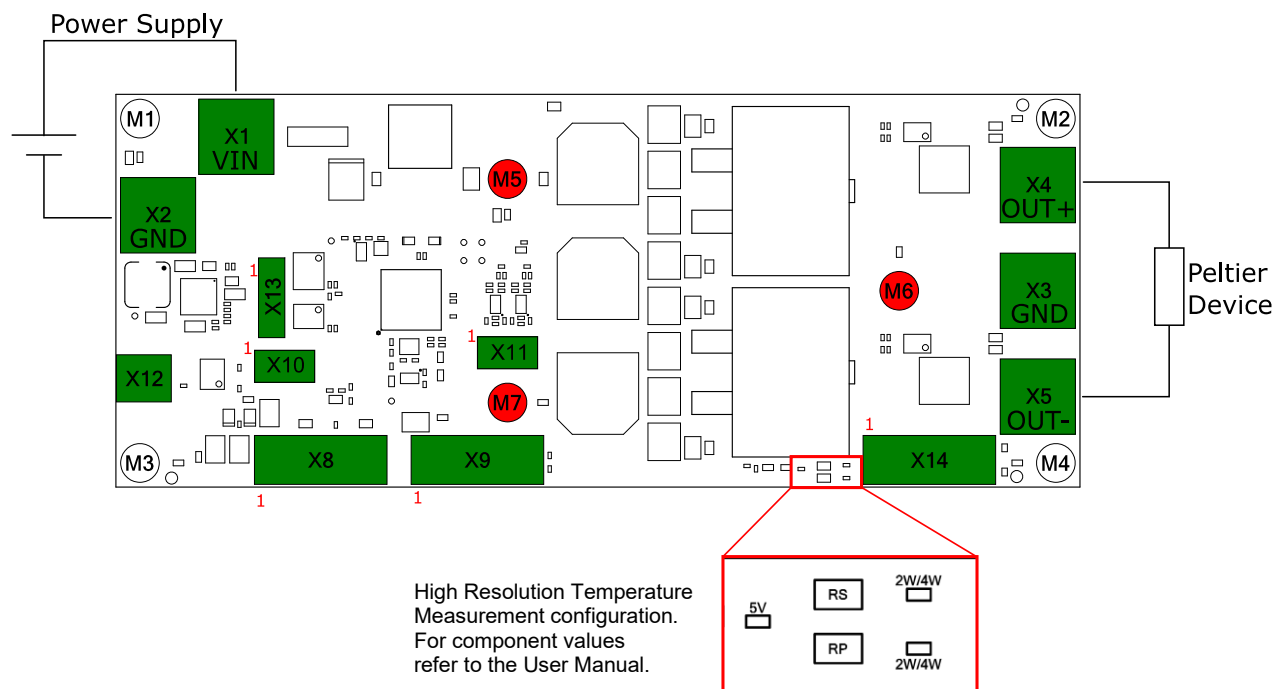 Power Supply
M1
X1
VIN
M2
M5
X4
OUT+
X2
GND
1
X13
M6
X3
GND
Peltier
Device
1
X10
1
X11
X12
M7
X5
OUT-
1
M3
X8
X9
X14
M4
1
1
High Resolution Temperature
Measurement configuration.
For component values
refer to the User Manual.
5V
RS
2W/4W
RP
2W/4W